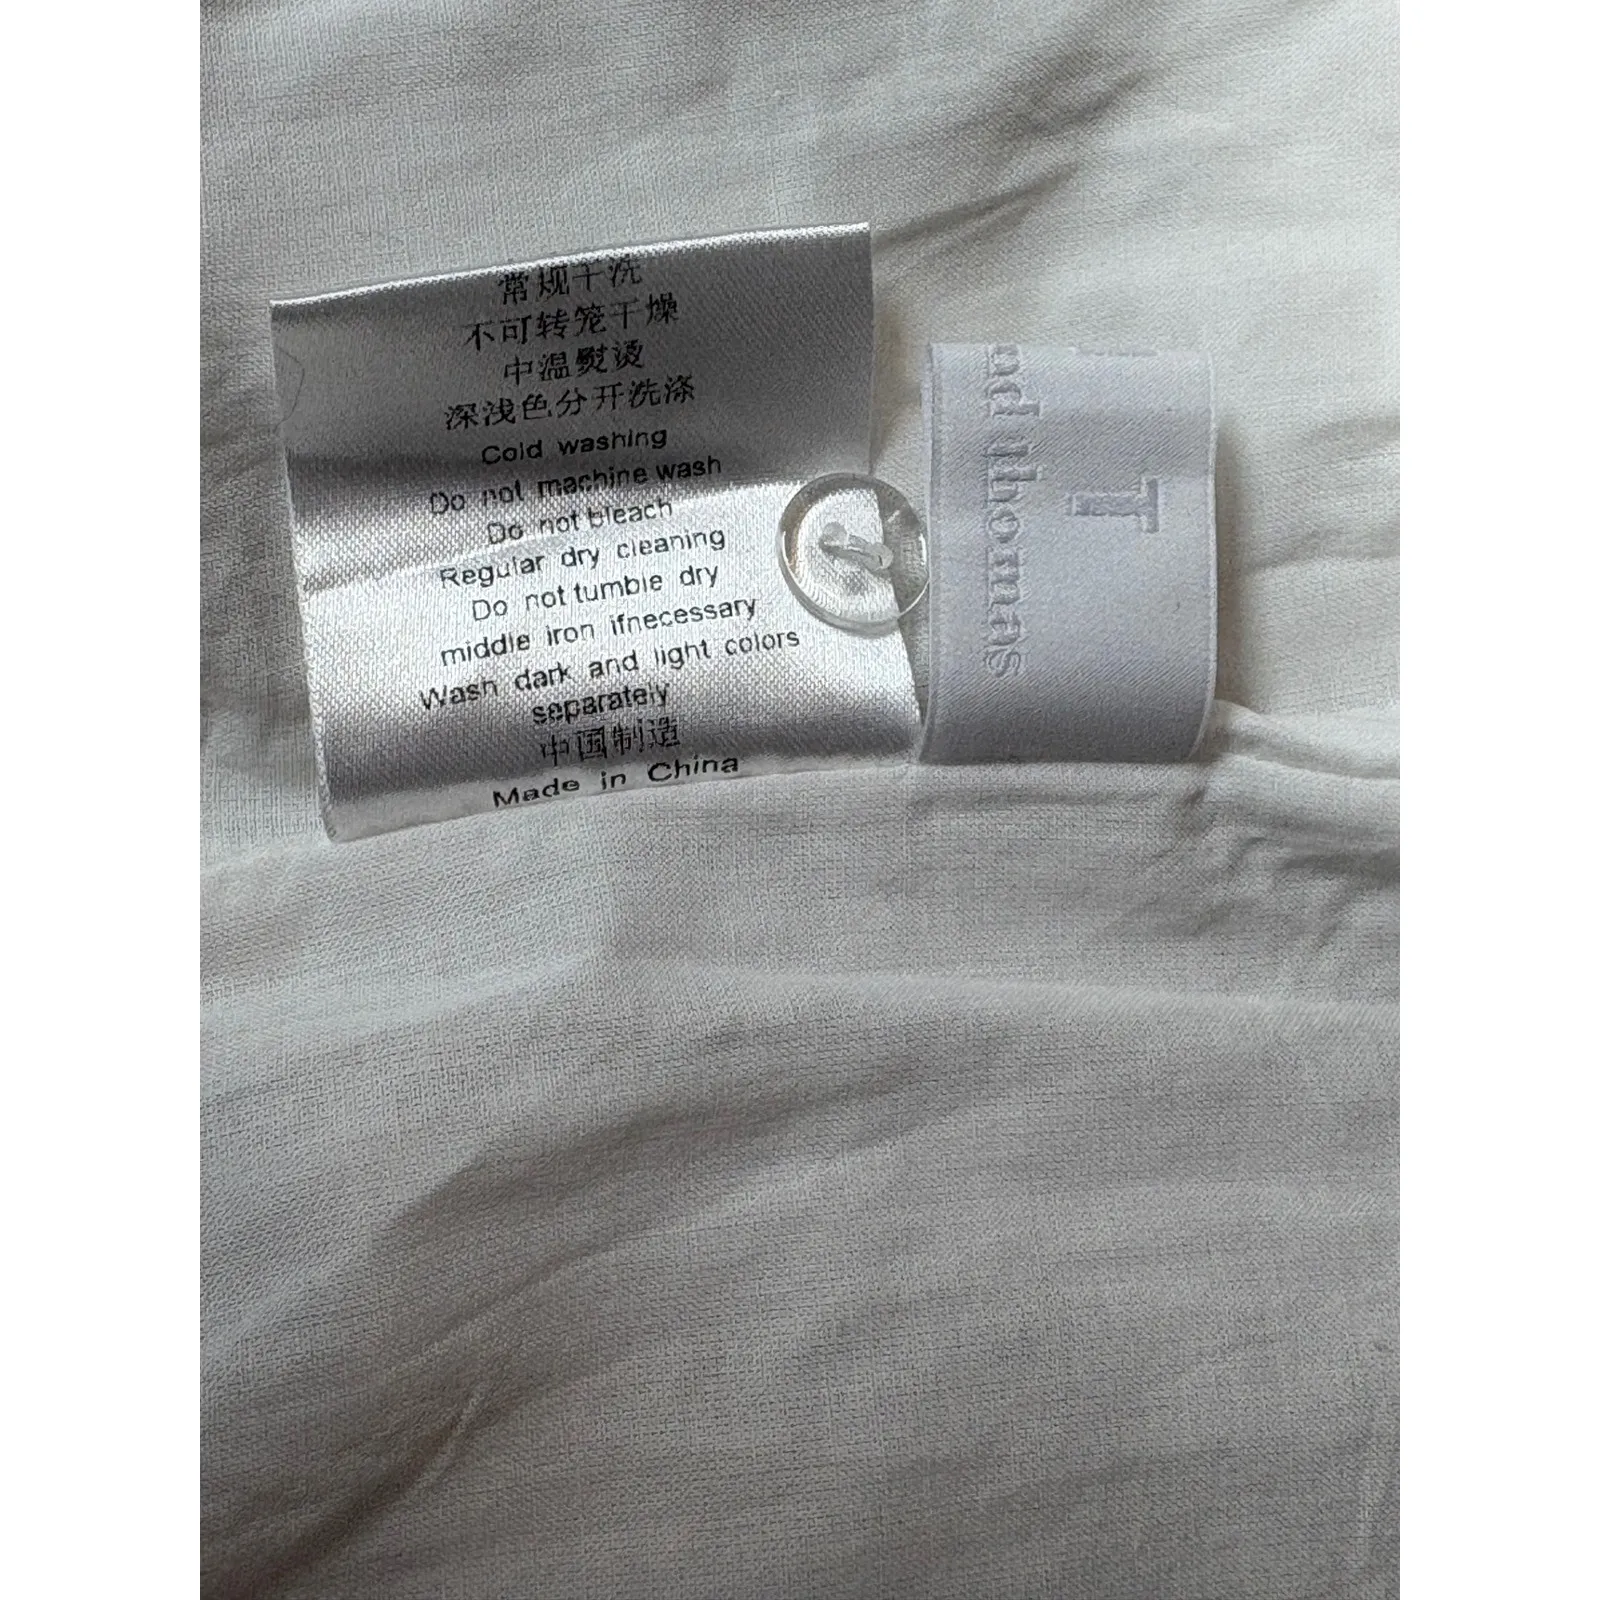 常规干洗
不可转笼干燥
中温熨烫
深浅色分开洗涤
Cold washing
Do not machine wash
Do not bleach
Regular dry cleaning
Do not tumble dry
middle iron ifnecessary
Wash dark and light colors
separately
中国制造
Made in China
T
nd thomas